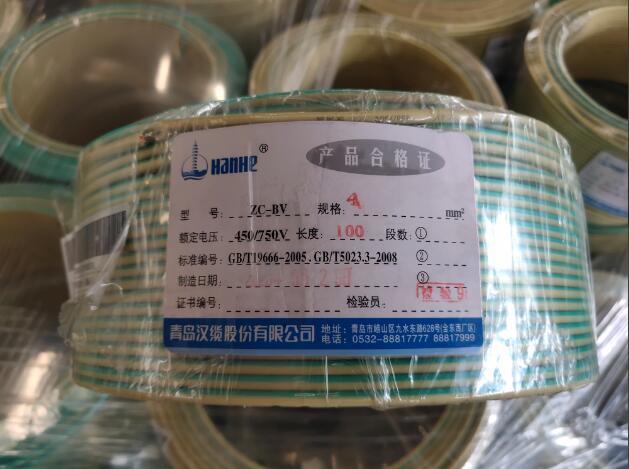 HanHe®
产品合格证
型 号: ZC-BV 规格: 4 mm²
额定电压: 450/750V 长度: 100 段数: ①
标准编号: GB/T19666-2005. GB/T5023.3-2008 ②
制造日期: ③
证书编号: 检验员:
青岛汉缆股份有限公司 地址: 青岛市崂山区九水东路628号(金东西厂区)
电话: 0532-88817777 88817999